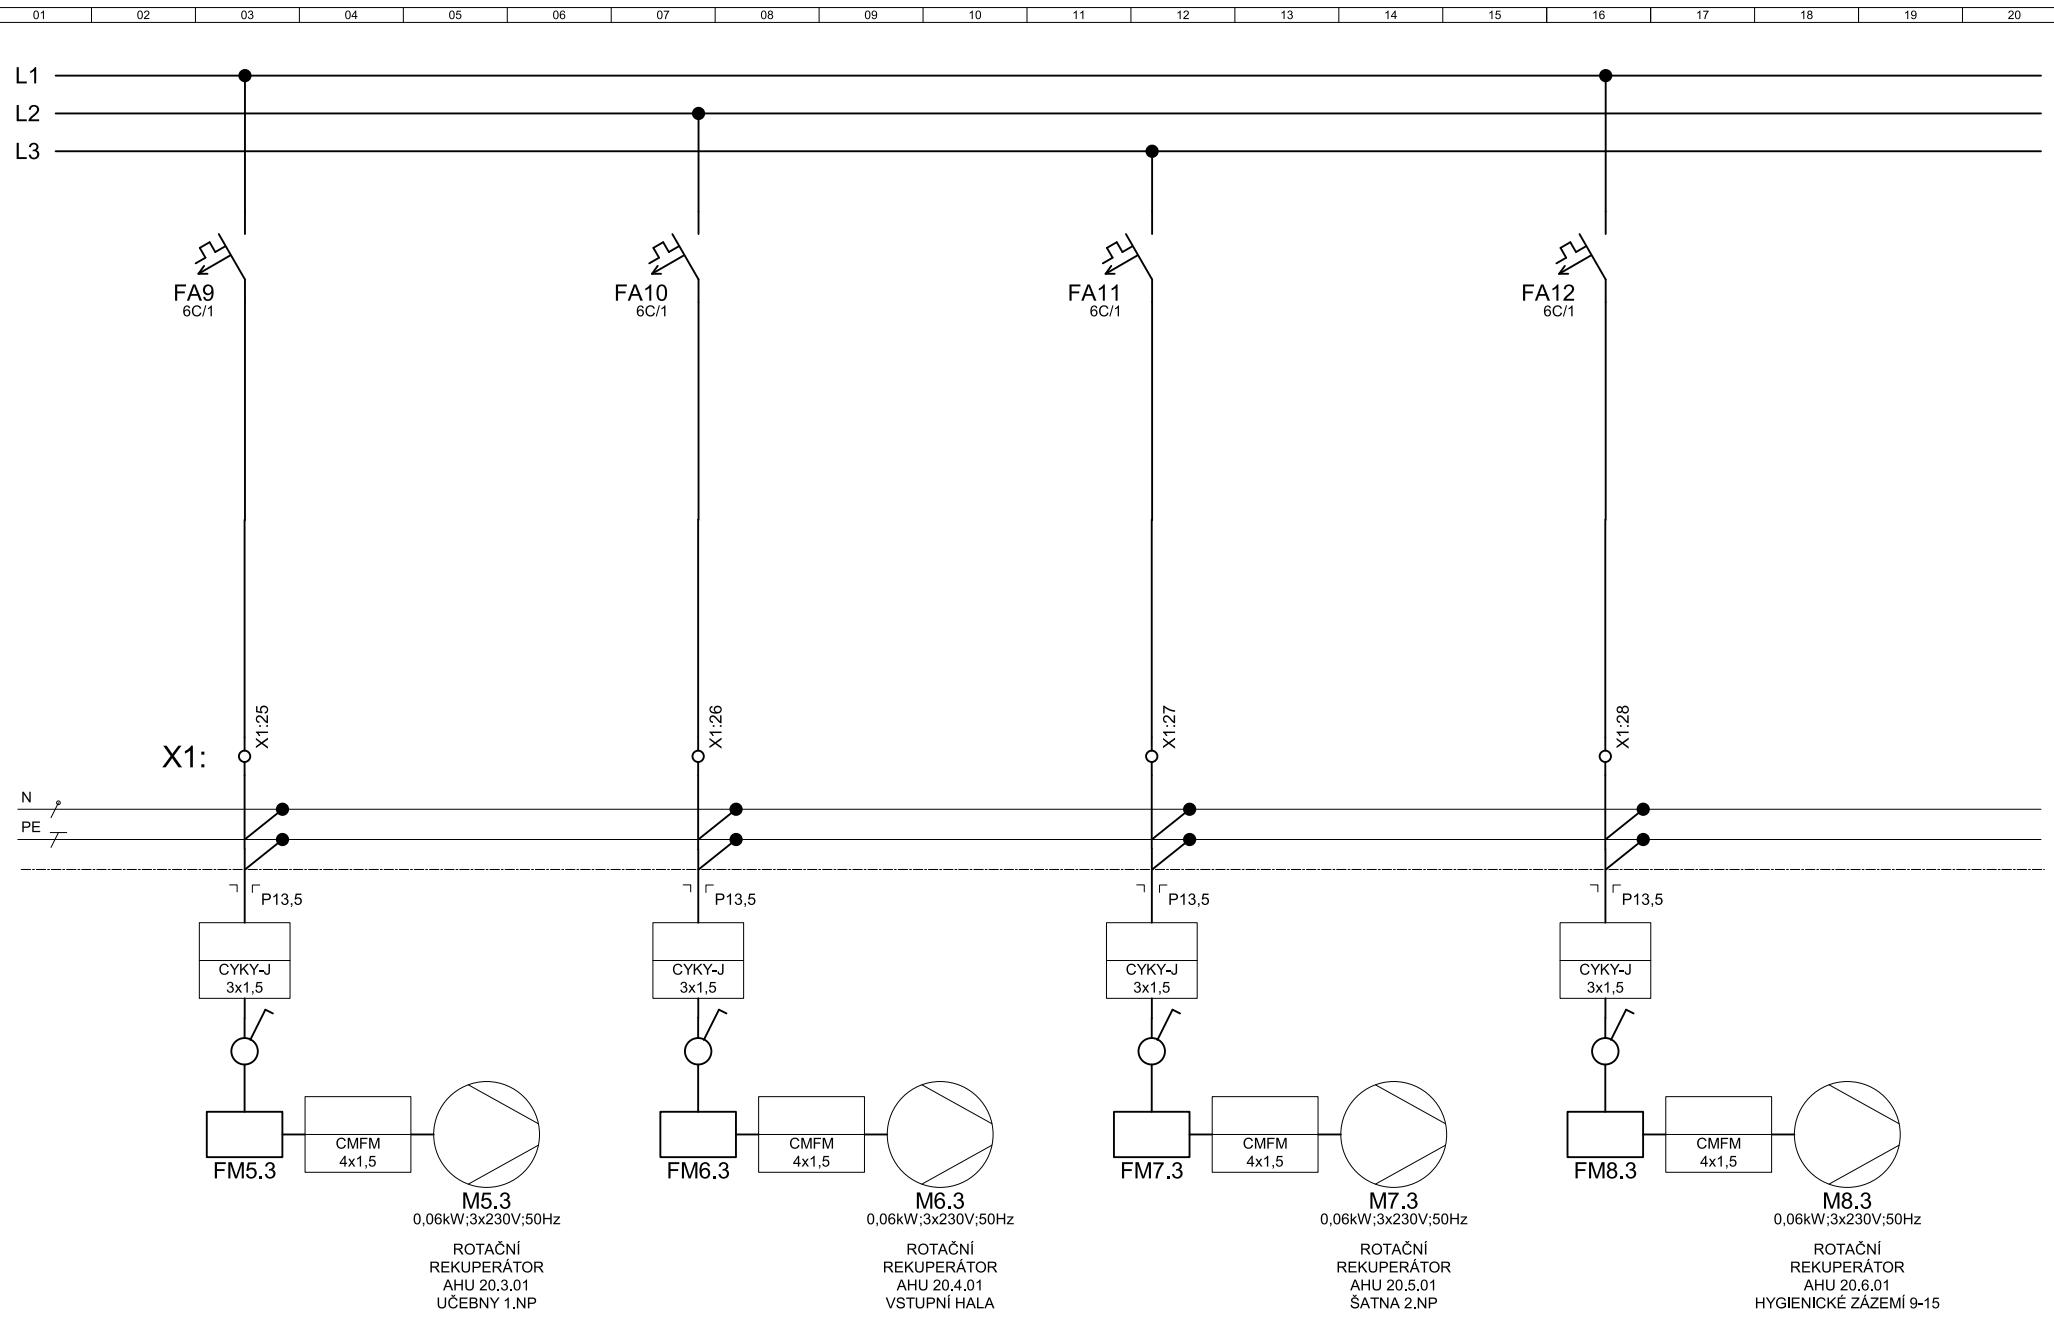 01 02 03 04 05 06 07 08 09 10 11 12 13 14 15 16 17 18 19 20
L1
L2
L3
FA9
6C/1
FA10
6C/1
FA11
6C/1
FA12
6C/1
X1:
X1:25
X1:26
X1:27
X1:28
N
PE
P13,5
P13,5
P13,5
P13,5
CYKY-J
3x1,5
CYKY-J
3x1,5
CYKY-J
3x1,5
CYKY-J
3x1,5
FM5.3
CMFM
4x1,5
M5.3
0,06kW;3x230V;50Hz
ROTAČNÍ
REKUPERÁTOR
AHU 20.3.01
UČEBNY 1.NP
FM6.3
CMFM
4x1,5
M6.3
0,06kW;3x230V;50Hz
ROTAČNÍ
REKUPERÁTOR
AHU 20.4.01
VSTUPNÍ HALA
FM7.3
CMFM
4x1,5
M7.3
0,06kW;3x230V;50Hz
ROTAČNÍ
REKUPERÁTOR
AHU 20.5.01
ŠATNA 2.NP
FM8.3
CMFM
4x1,5
M8.3
0,06kW;3x230V;50Hz
ROTAČNÍ
REKUPERÁTOR
AHU 20.6.01
HYGIENICKÉ ZÁZEMÍ 9-15